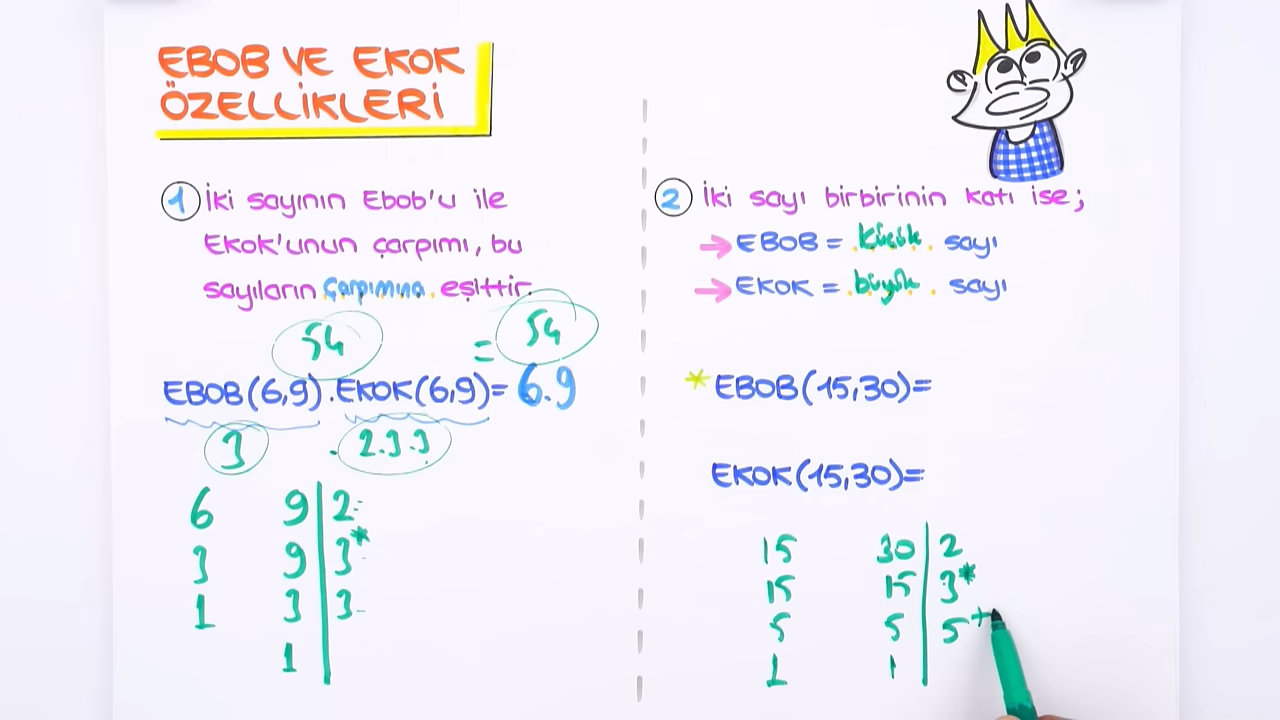 EBOB VE EKOK
ÖZELLİKLERİ
1 İki sayının Ebob'u ile
Ekok'unun çarpımı, bu
sayıların çarpımına eşittir.
54 = 54
EBOB(6,9).EKOK(6,9)= 6.9
3 . 2.3.3
6 9 2
3 9 3*
1 3 3
1
2 İki sayı birbirinin katı ise;
→ EBOB = küçük sayı
→ EKOK = büyük sayı
* EBOB(15,30)=
EKOK(15,30)=
15 30 2
15 15 3*
5 5 5+
1 1